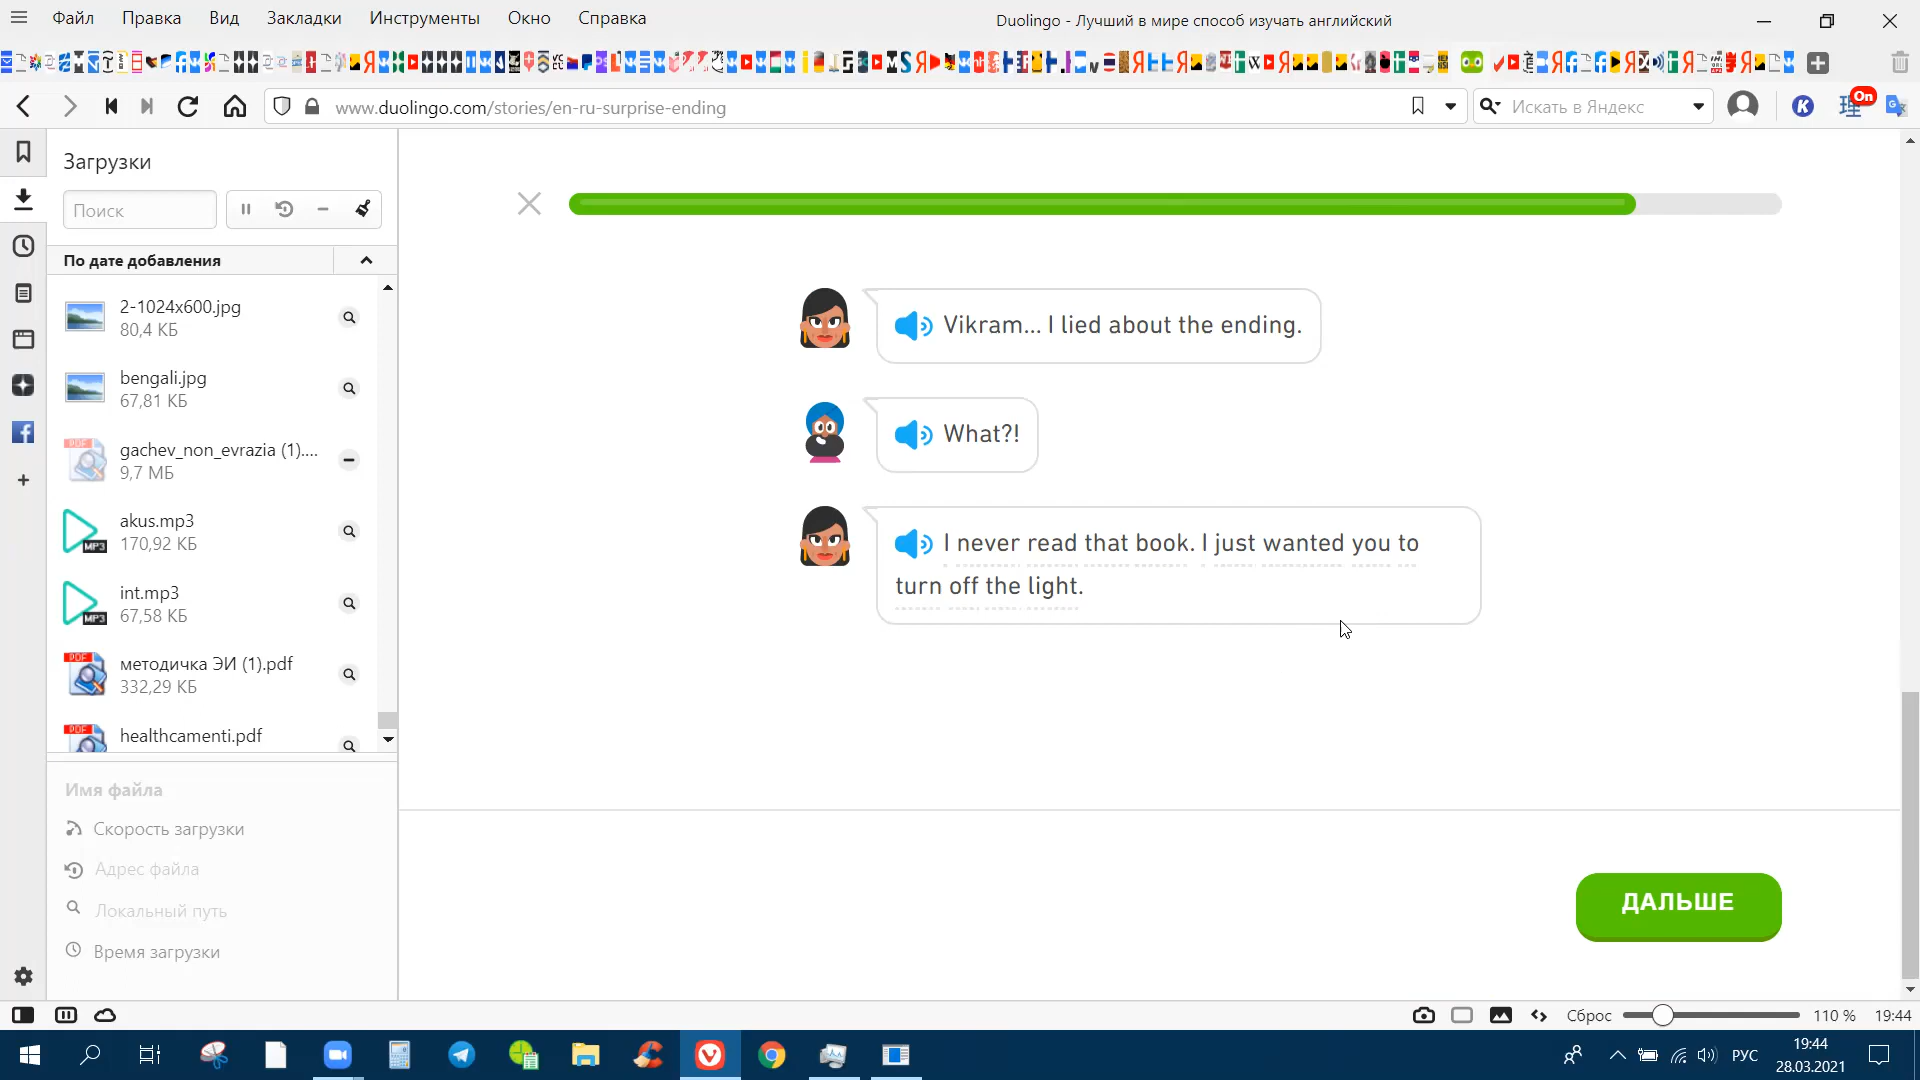 Файл Правка Вид Закладки Инструменты Окно Справка
Duolingo - Лучший в мире способ изучать английский
www.duolingo.com/stories/en-ru-surprise-ending
Искать в Яндекс
On
Загрузки
Поиск
По дате добавления
2-1024x600.jpg
80,4 КБ
bengali.jpg
67,81 КБ
gachev_non_evrazia (1)....
9,7 МБ
akus.mp3
170,92 КБ
int.mp3
67,58 КБ
методичка ЭИ (1).pdf
332,29 КБ
healthcamenti.pdf
Имя файла
Скорость загрузки
Адрес файла
Локальный путь
Время загрузки
Vikram... I lied about the ending.
What?!
I never read that book. I just wanted you to
turn off the light.
ДАЛЬШЕ
Сброс 110 % 19:44
РУС
19:44
28.03.2021